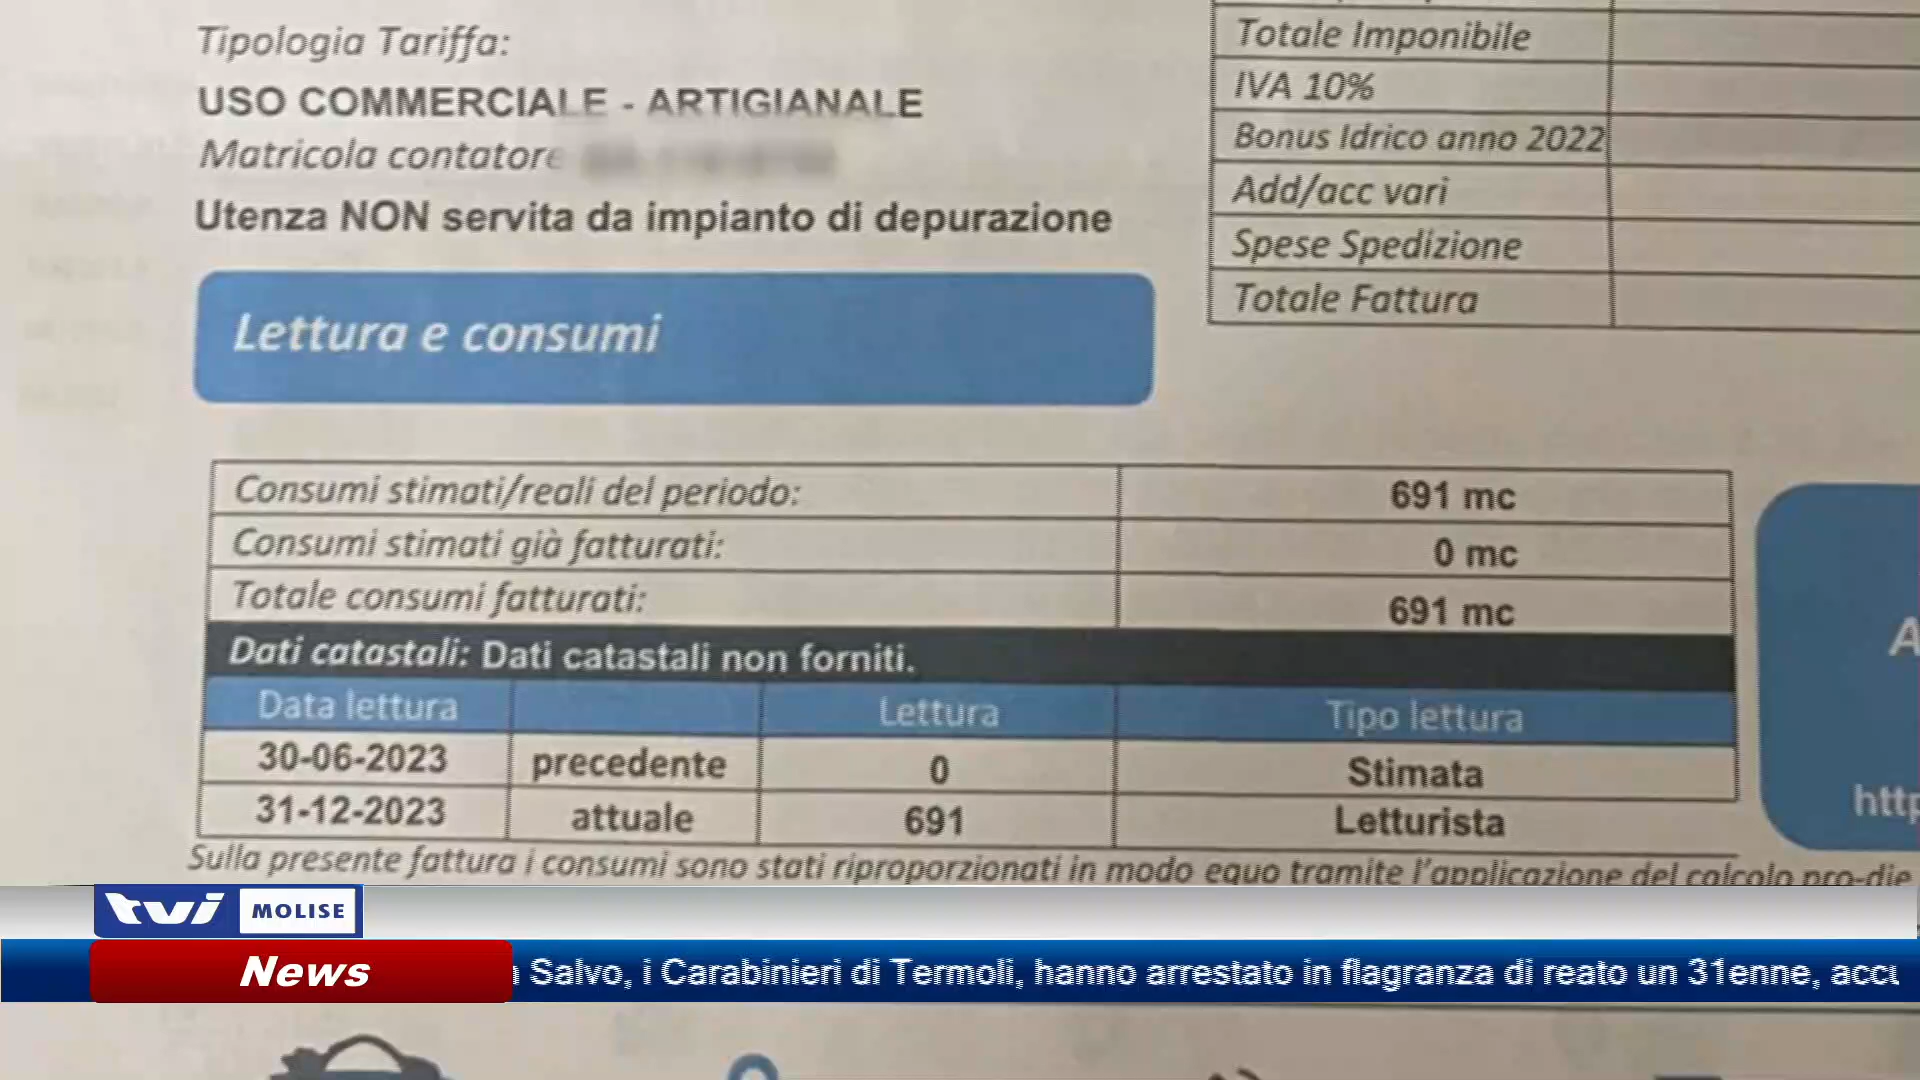 Tipologia Tariffa:
USO COMMERCIALE - ARTIGIANALE
Matricola contatore
Utenza NON servita da impianto di depurazione
Totale Imponibile
IVA 10%
Bonus Idrico anno 2022
Add/acc vari
Spese Spedizione
Totale Fattura
Lettura e consumi
Consumi stimati/reali del periodo: 691 mc
Consumi stimati già fatturati: 0 mc
Totale consumi fatturati: 691 mc
Dati catastali: Dati catastali non forniti.
Data lettura Lettura Tipo lettura
30-06-2023 precedente 0 Stimata
31-12-2023 attuale 691 Letturista
Sulla presente fattura i consumi sono stati riproporzionati in modo equo tramite l'applicazione del calcolo pro-die
A
http
tvi MOLISE
News
Salvo, i Carabinieri di Termoli, hanno arrestato in flagranza di reato un 31enne,